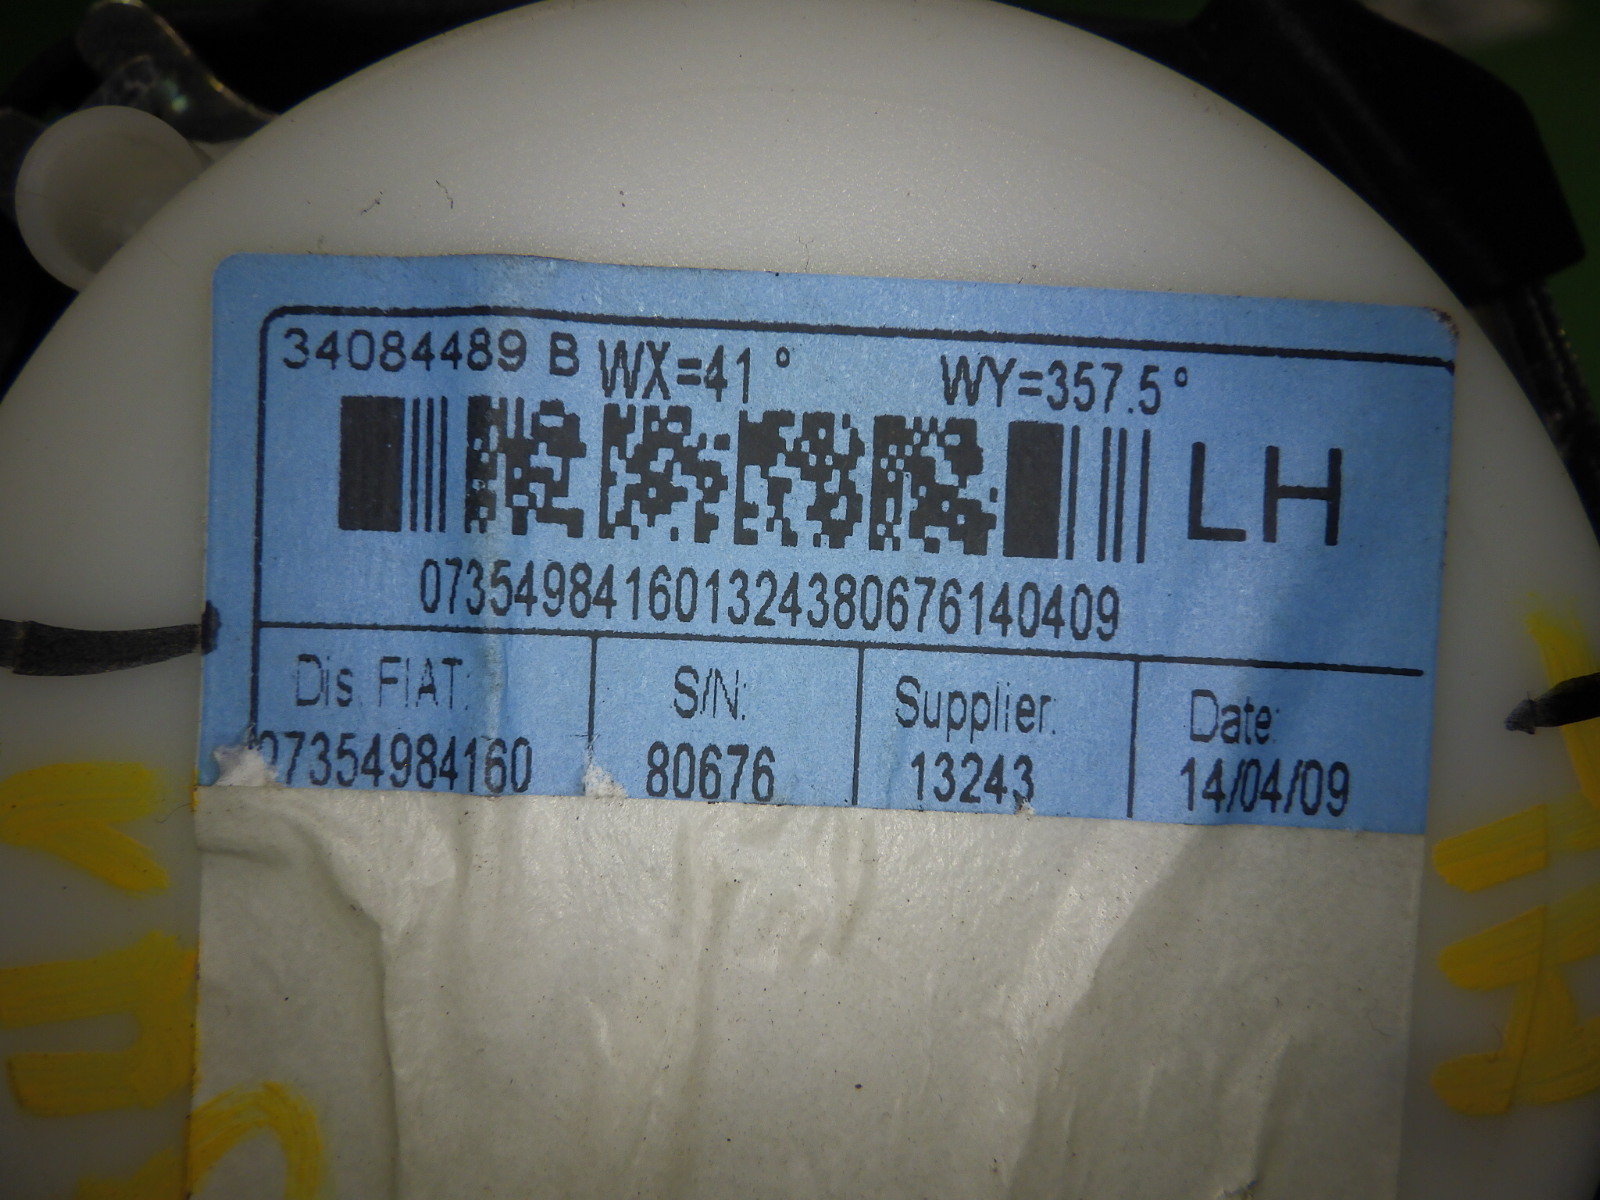 34084489 B WX=41° WY=357.5°
LH
07354984160132438067614040​9
Dis. FIAT: S/N: Supplier: Date:
07354984160 80676 13243 14/04/09